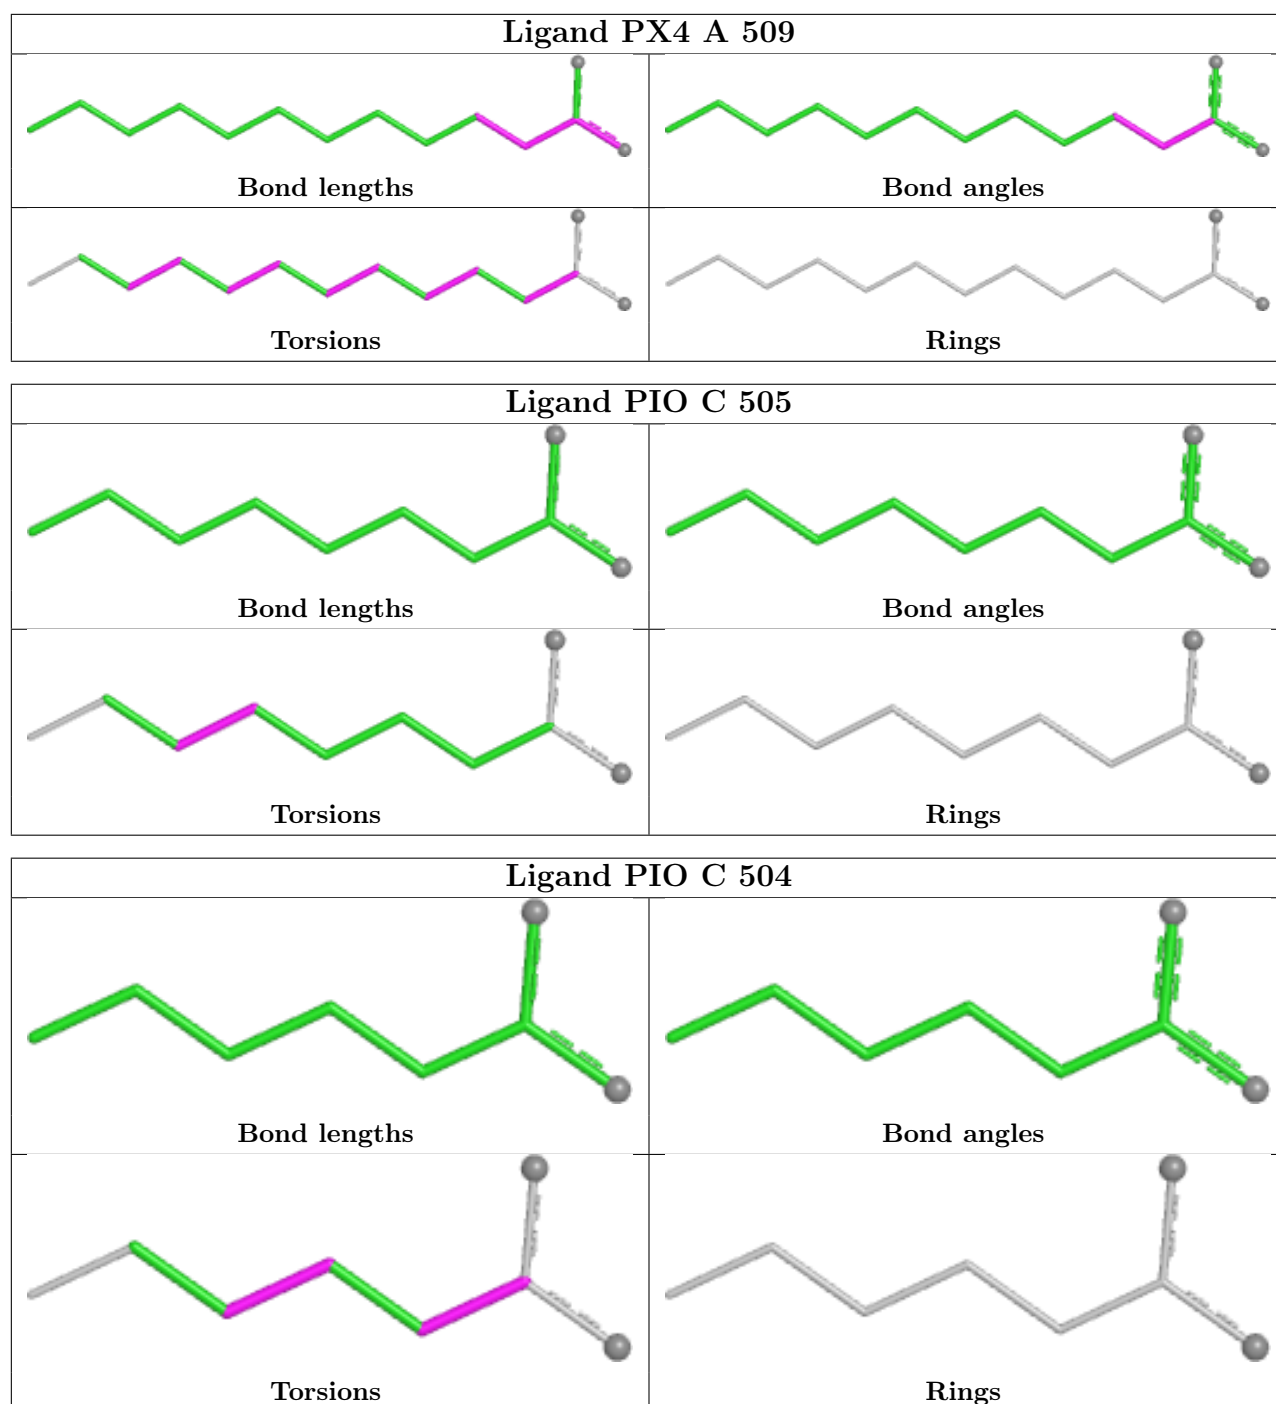 Ligand PX4 A 509
Bond lengths
Bond angles
Torsions
Rings
Ligand PIO C 505
Bond lengths
Bond angles
Torsions
Rings
Ligand PIO C 504
Bond lengths
Bond angles
Torsions
Rings